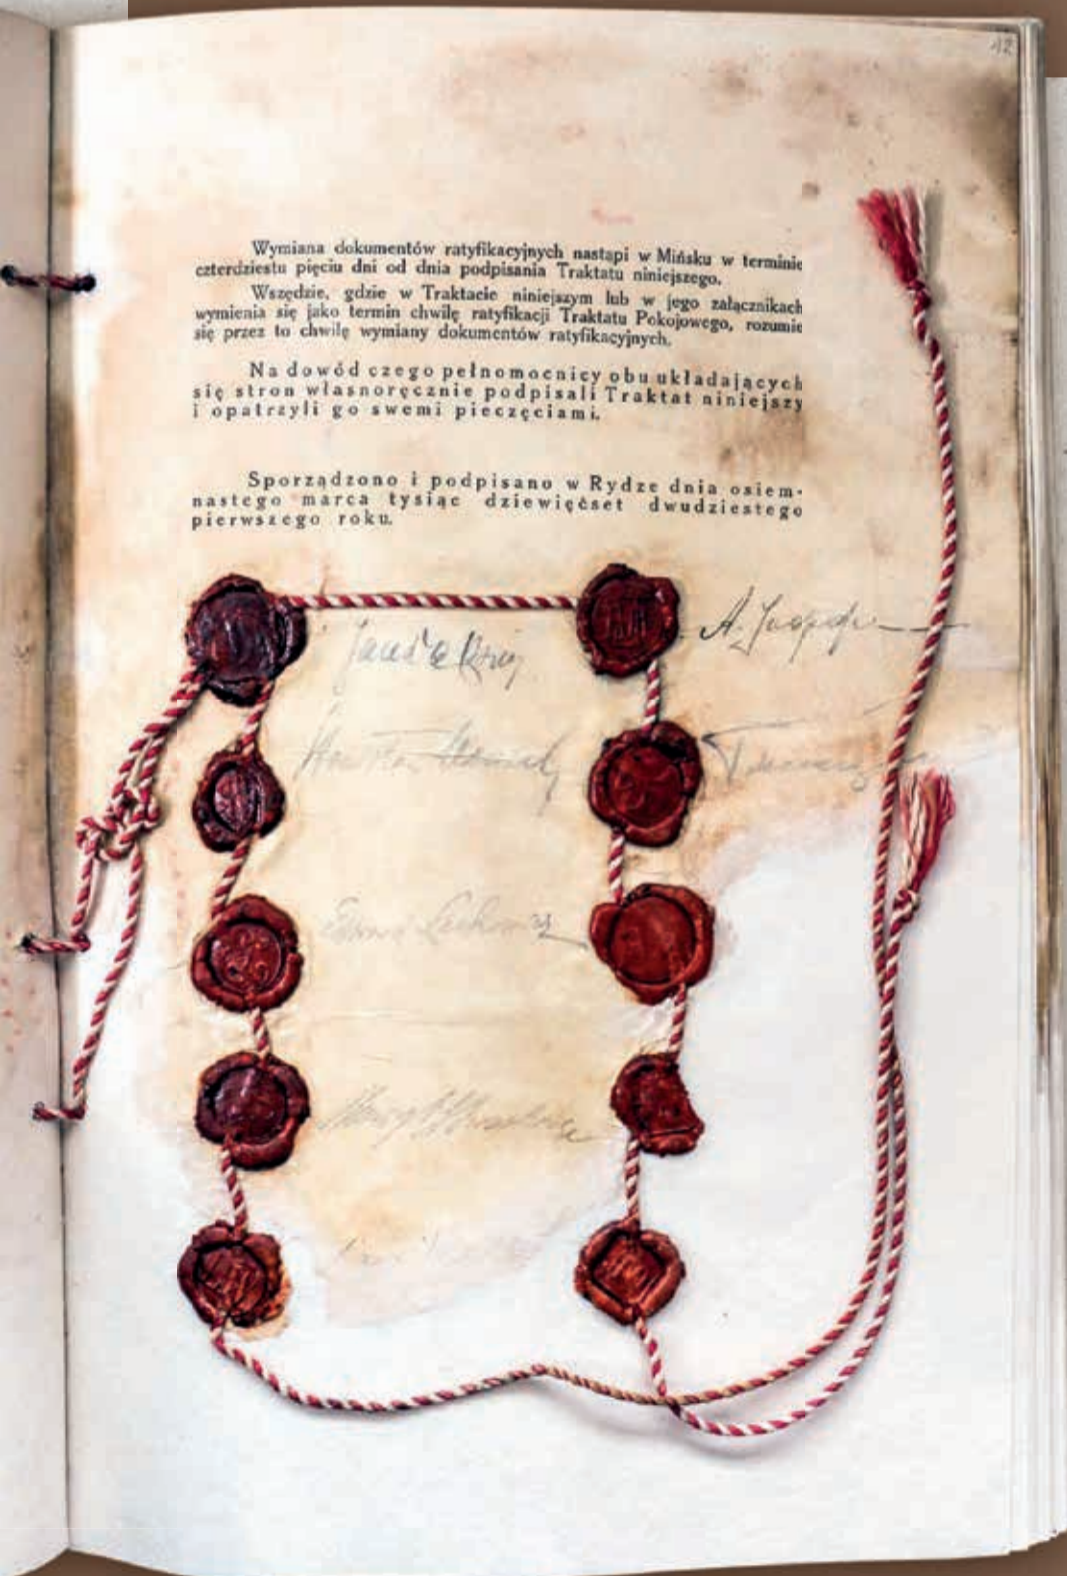 42
Wymiana dokumentów ratyfikacyjnych nastąpi w Mińsku w terminie
czterdziestu pięciu dni od dnia podpisania Traktatu niniejszego.
Wszędzie, gdzie w Traktacie niniejszym lub w jego załącznikach
wymienia się jako termin chwilę ratyfikacji Traktatu Pokojowego, rozumie
się przez to chwilę wymiany dokumentów ratyfikacyjnych.
Na dowód czego pełnomocnicy obu układających
się stron własnoręcznie podpisali Traktat niniejszy
i opatrzyli go swemi pieczęciami.
Sporządzono i podpisano w Rydze dnia osiem-
nastego marca tysiąc dziewięćset dwudziestego
pierwszego roku.